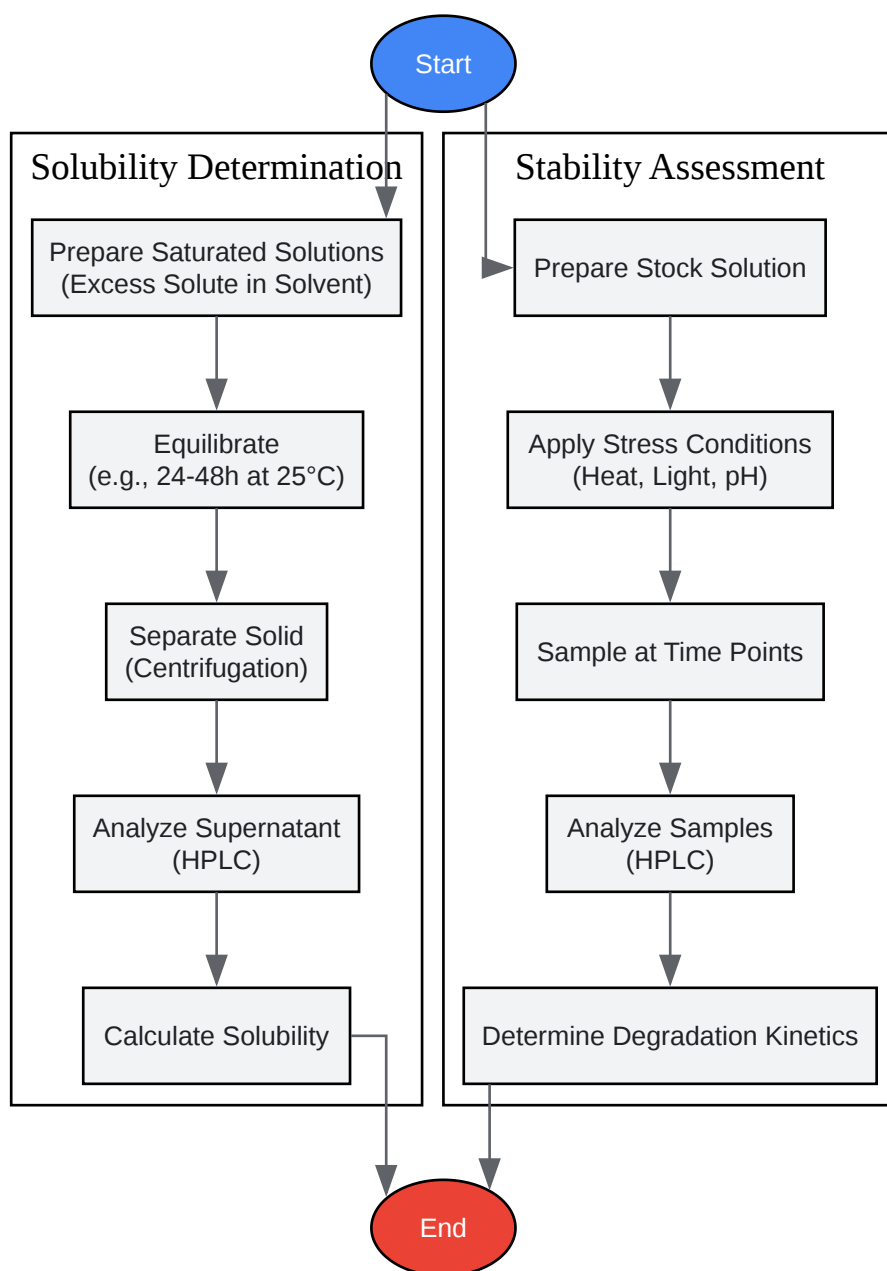 Start
Solubility Determination
Prepare Saturated Solutions
(Excess Solute in Solvent)
Equilibrate
(e.g., 24-48h at 25°C)
Separate Solid
(Centrifugation)
Analyze Supernatant
(HPLC)
Calculate Solubility
Stability Assessment
Prepare Stock Solution
Apply Stress Conditions
(Heat, Light, pH)
Sample at Time Points
Analyze Samples
(HPLC)
Determine Degradation Kinetics
End